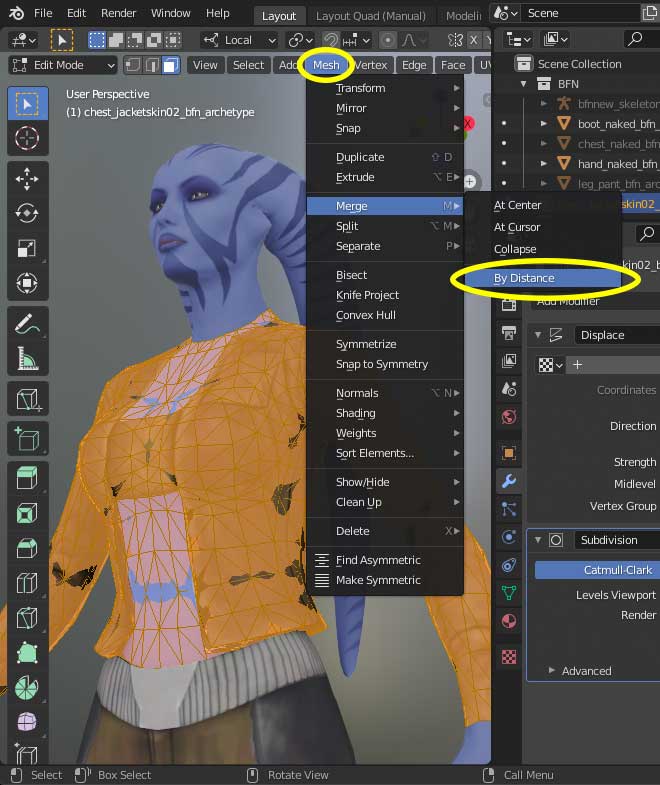 File Edit Render Window Help Layout Layout Quad (Manual) Scene
Local X Y
Edit Mode View Select Add Mesh Vertex Edge Face UV
Scene Collection
BFN
bfnnew_skeleton
boot_naked_bfn_
chest_naked_bfn
hand_naked_bfn_
leg_pant_bfn_arc
User Perspective
(1) chest_jacketskin02_bfn_archetype
Transform
Mirror
Snap
Duplicate ⇧ D
Extrude ⌥ E
Merge M
Split ⌥ M
Separate P
Bisect
Knife Project
Convex Hull
Symmetrize
Snap to Symmetry
Normals ⌥ N
Shading
Weights
Sort Elements...
Show/Hide
Clean Up
Delete X
Find Asymmetric
Make Symmetric
At Center
At Cursor
Collapse
By Distance
Add Modifier
Displace
Coordinates
Direction
Strength
Midlevel
Vertex Group
Subdivision
Catmull-Clark
Levels Viewport
Render
Advanced
Select Box Select Rotate View Call Menu